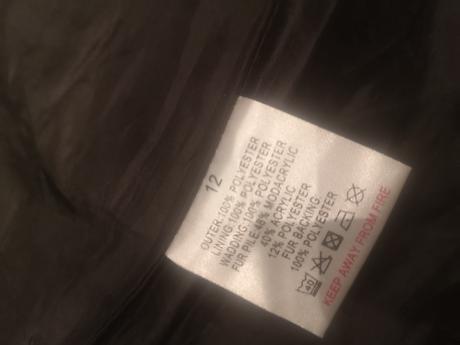 12
OUTER-100% POLYESTER
LINING-100% POLYESTER
WADDING-100% POLYESTER
FUR PILE-48% MODACRYLIC
40% ACRYLIC
12% POLYESTER
FUR BACKING
100% POLYESTER
40
KEEP AWAY FROM FIRE